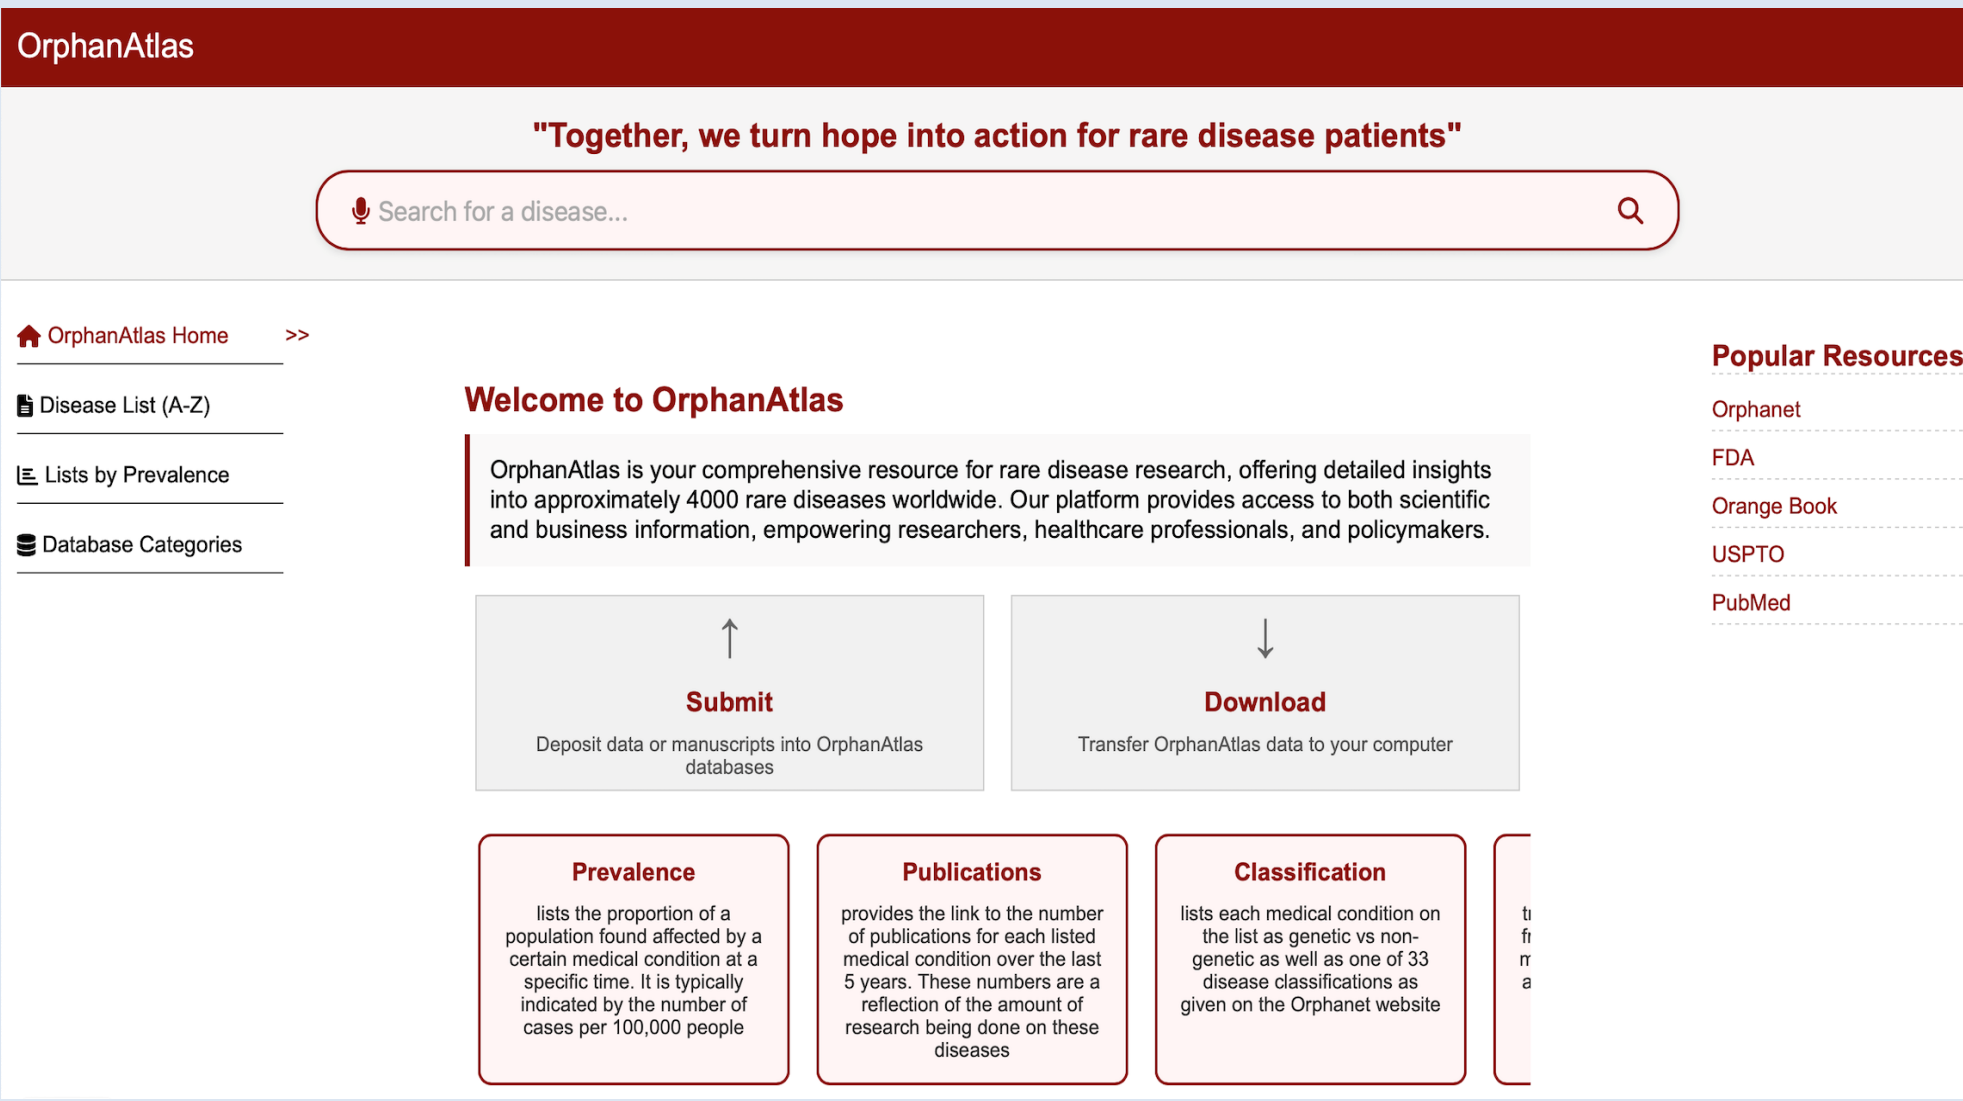 OrphanAtlas
"Together, we turn hope into action for rare disease patients"
Search for a disease...
OrphanAtlas Home >>
Disease List (A-Z)
Lists by Prevalence
Database Categories
Welcome to OrphanAtlas
OrphanAtlas is your comprehensive resource for rare disease research, offering detailed insights
into approximately 4000 rare diseases worldwide. Our platform provides access to both scientific
and business information, empowering researchers, healthcare professionals, and policymakers.
↑
Submit
Deposit data or manuscripts into OrphanAtlas
databases
↓
Download
Transfer OrphanAtlas data to your computer
Prevalence
lists the proportion of a
population found affected by a
certain medical condition at a
specific time. It is typically
indicated by the number of
cases per 100,000 people
Publications
provides the link to the number
of publications for each listed
medical condition over the last
5 years. These numbers are a
reflection of the amount of
research being done on these
diseases
Classification
lists each medical condition on
the list as genetic vs non-
genetic as well as one of 33
disease classifications as
given on the Orphanet website
Popular Resources
Orphanet
FDA
Orange Book
USPTO
PubMed